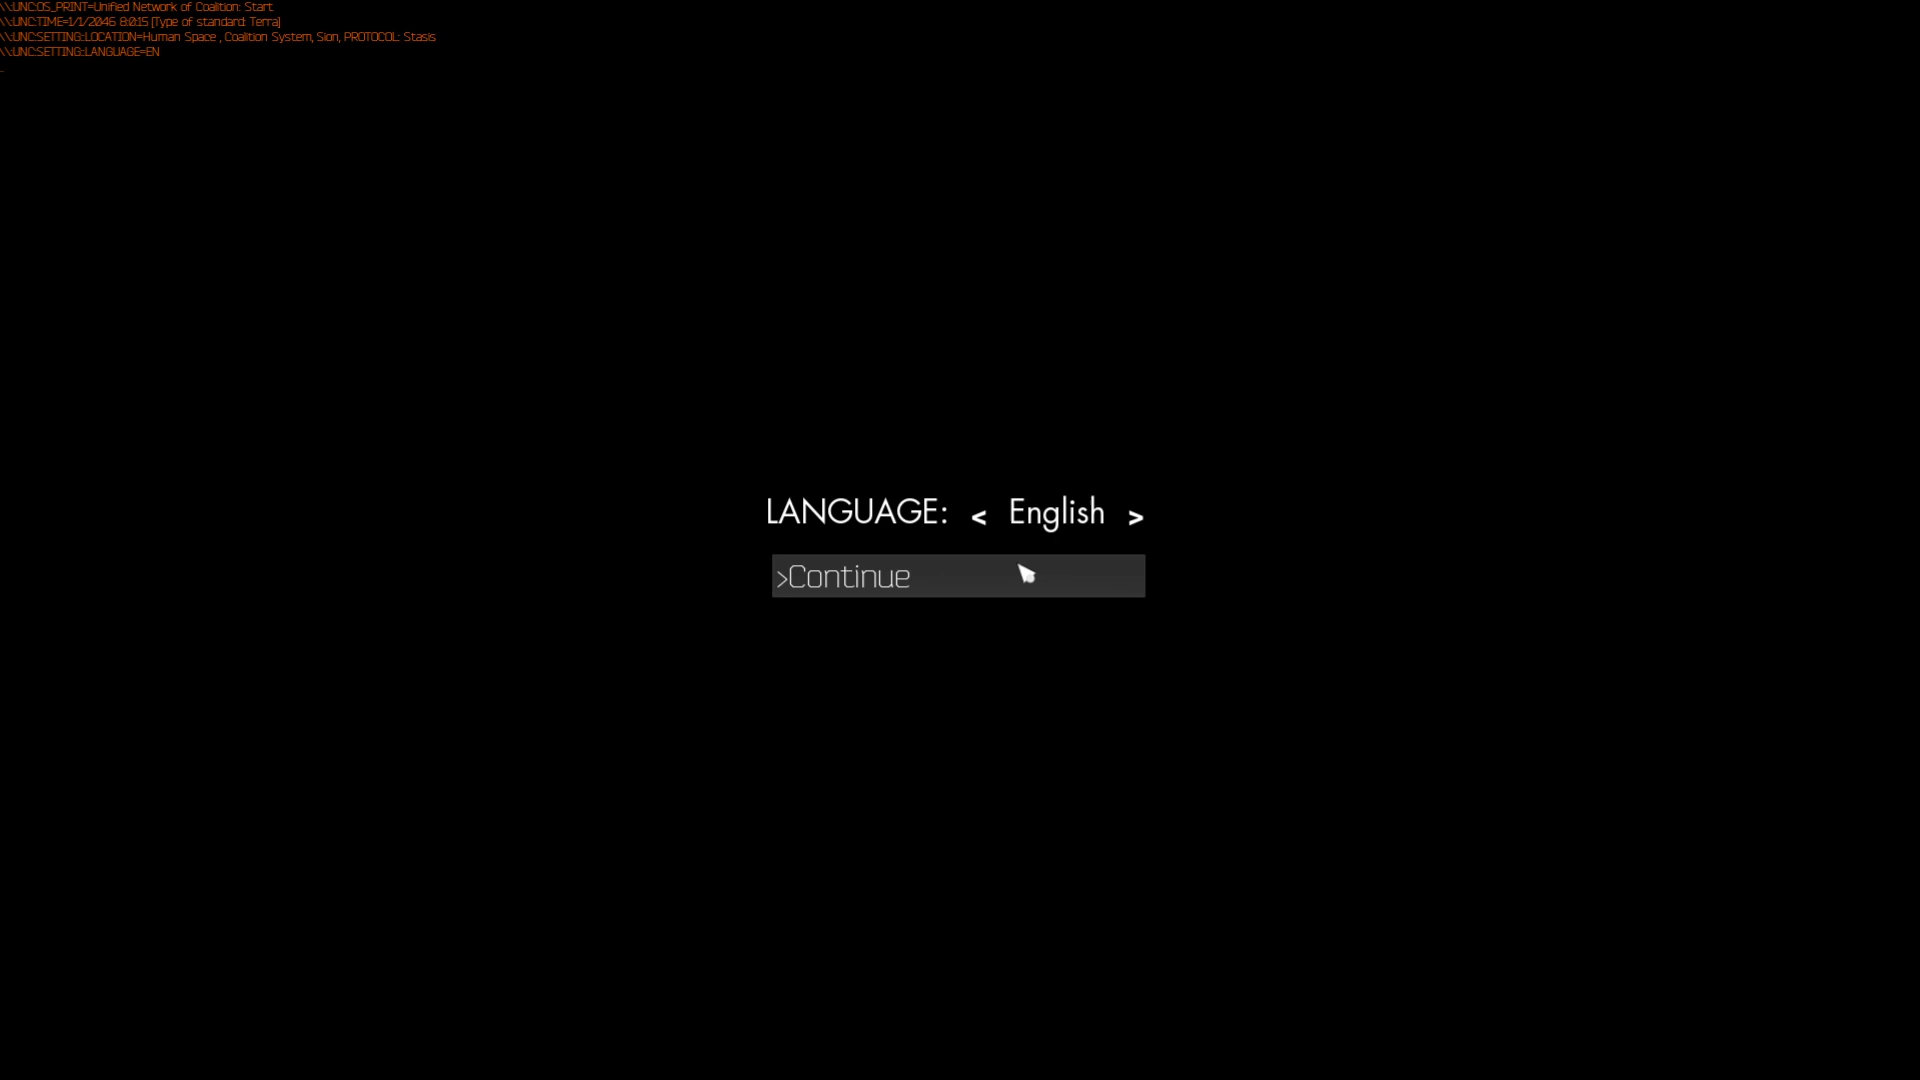 \\:UNC:OS_PRINT=Unified Network of Coalition: Start
\\:UNC:TIME=1/1/2046 8:0:15 [Type of standard: Terra]
\\:UNC:SETTING::LOCATION=Human Space , Coalition System, Sion, PROTOCOL: Stasis
\\:UNC:SETTING::LANGUAGE=EN
_
LANGUAGE: < English >
>Continue